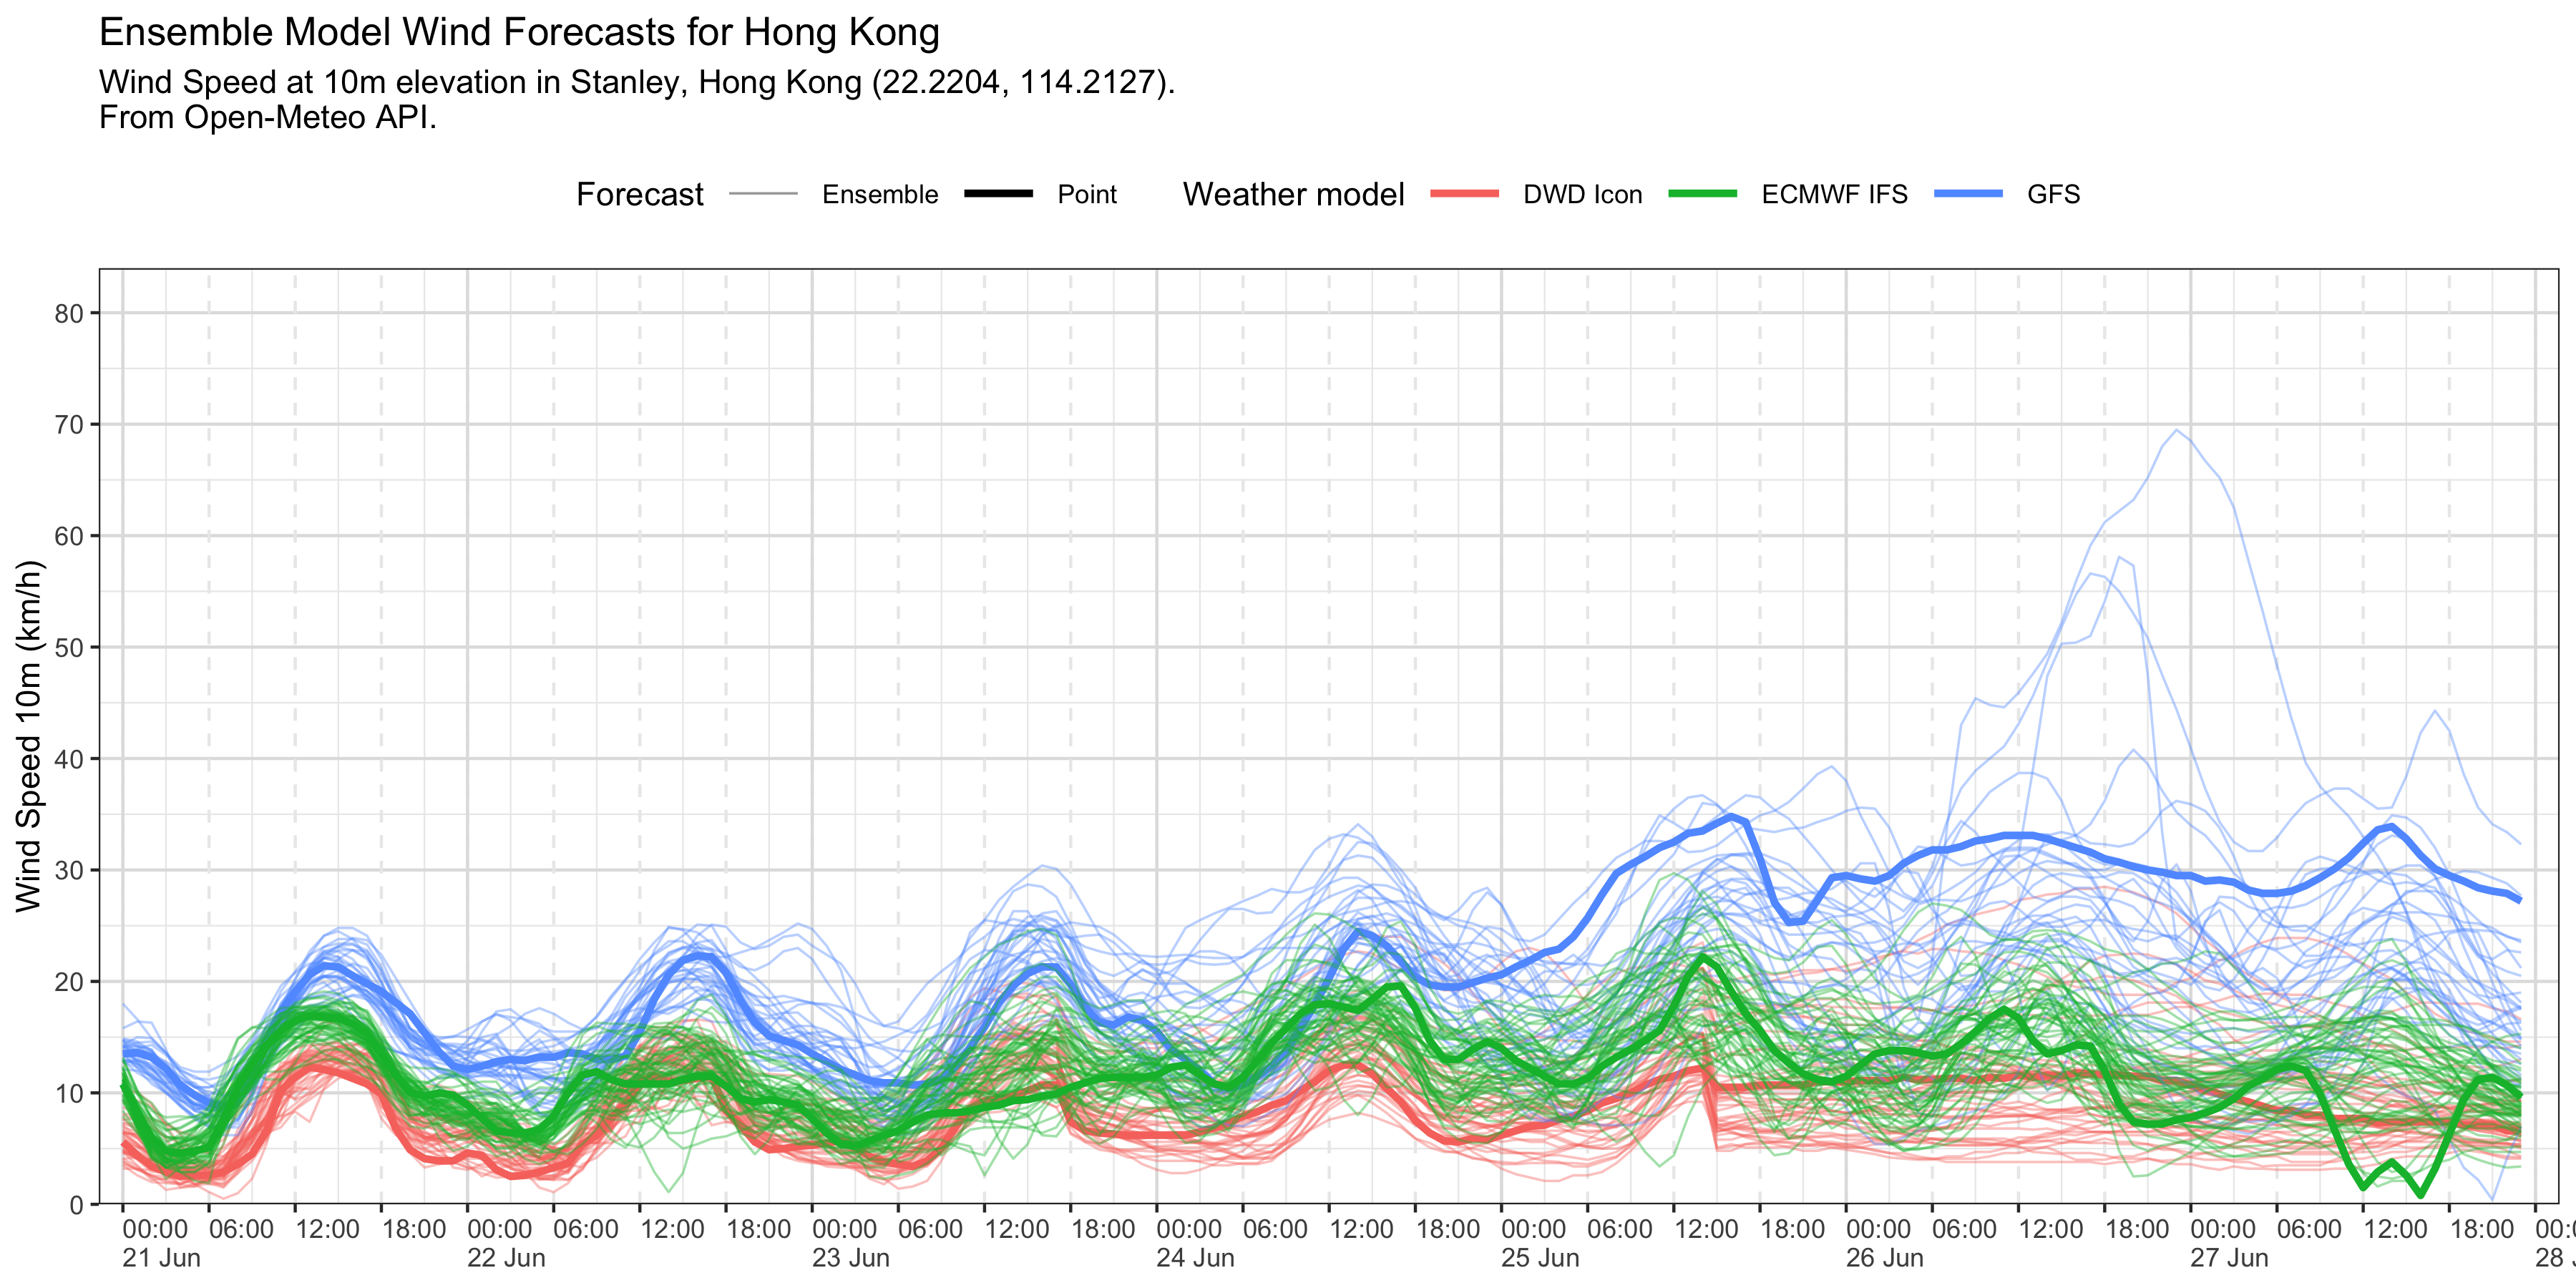 Ensemble Model Wind Forecasts for Hong Kong
Wind Speed at 10m elevation in Stanley, Hong Kong (22.2204, 114.2127).
From Open-Meteo API.
Forecast Ensemble Point Weather model DWD Icon ECMWF IFS GFS
Wind Speed 10m (km/h)
80
70
60
50
40
30
20
10
0
00:00 06:00 12:00 18:00 00:00 06:00 12:00 18:00 00:00 06:00 12:00 18:00 00:00 06:00 12:00 18:00 00:00 06:00 12:00 18:00 00:00 06:00 12:00 18:00 00:00 06:00 12:00 18:00
21 Jun 22 Jun 23 Jun 24 Jun 25 Jun 26 Jun 27 Jun 28